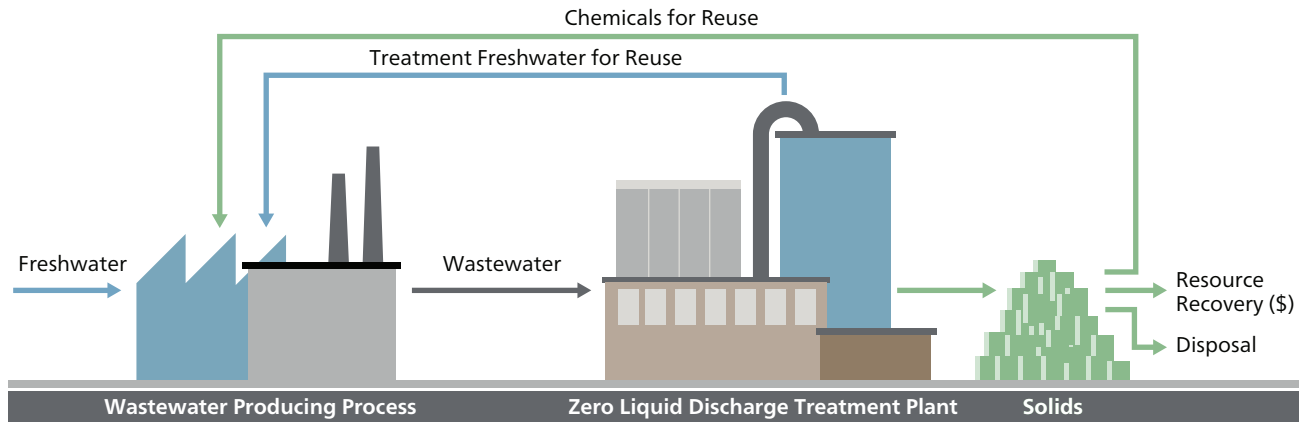 Chemicals for Reuse
Treatment Freshwater for Reuse
Freshwater
Wastewater
Resource
Recovery ($)
Disposal
Wastewater Producing Process
Zero Liquid Discharge Treatment Plant
Solids